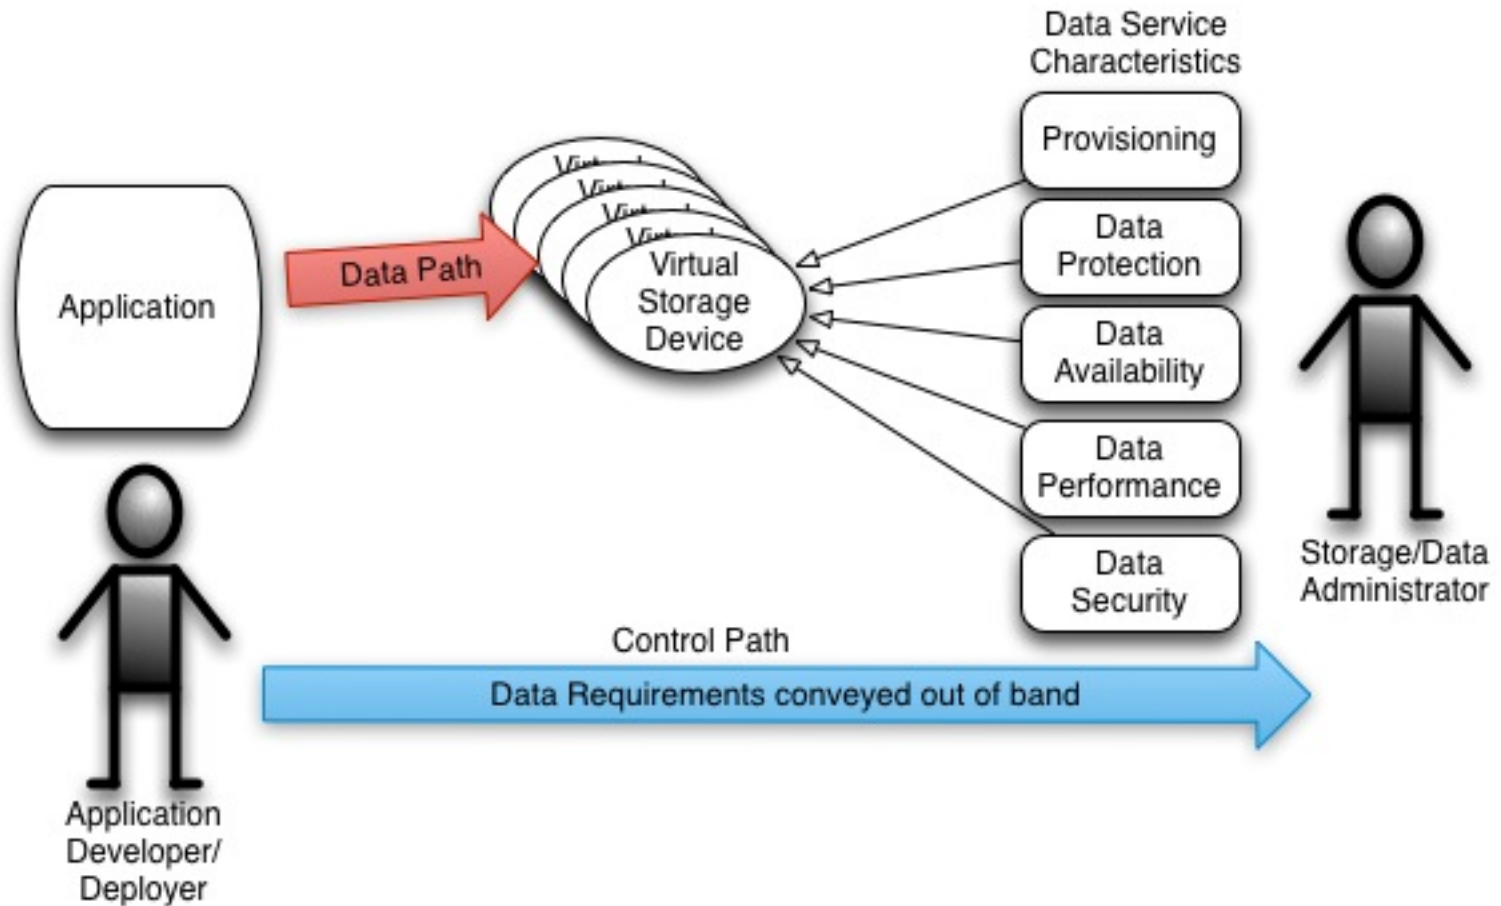 Data Service
Characteristics
Provisioning
Data
Protection
Data
Availability
Data
Performance
Data
Security
Application
Data Path
Virtual
Storage
Device
Storage/Data
Administrator
Control Path
Data Requirements conveyed out of band
Application
Developer/
Deployer